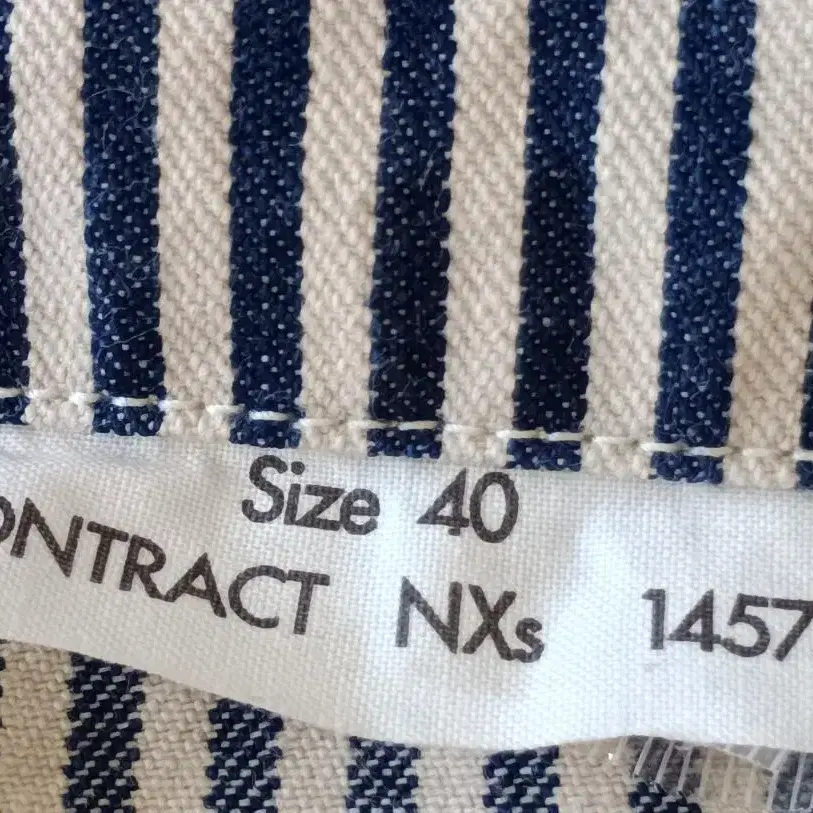 Size 40
ONTRACT NXs 1457